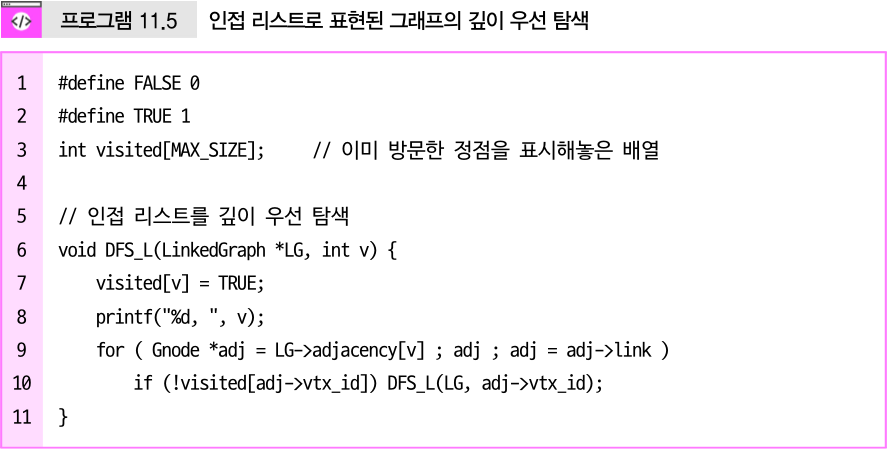 </> 프로그램 11.5 인접 리스트로 표현된 그래프의 깊이 우선 탐색
1 #define FALSE 0
2 #define TRUE 1
3 int visited[MAX_SIZE]; // 이미 방문한 정점을 표시해놓은 배열
4
5 // 인접 리스트를 깊이 우선 탐색
6 void DFS_L(LinkedGraph *LG, int v) {
7 visited[v] = TRUE;
8 printf("%d, ", v);
9 for ( Gnode *adj = LG->adjacency[v] ; adj ; adj = adj->link )
10 if (!visited[adj->vtx_id]) DFS_L(LG, adj->vtx_id);
11 }